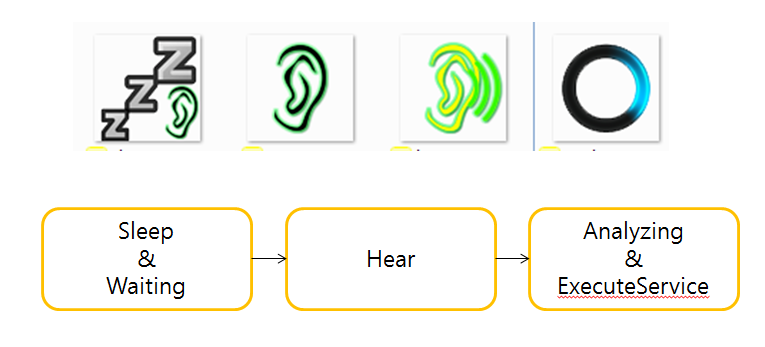 Z
Z
Z
Sleep
&
Waiting
Hear
Analyzing
&
ExecuteService